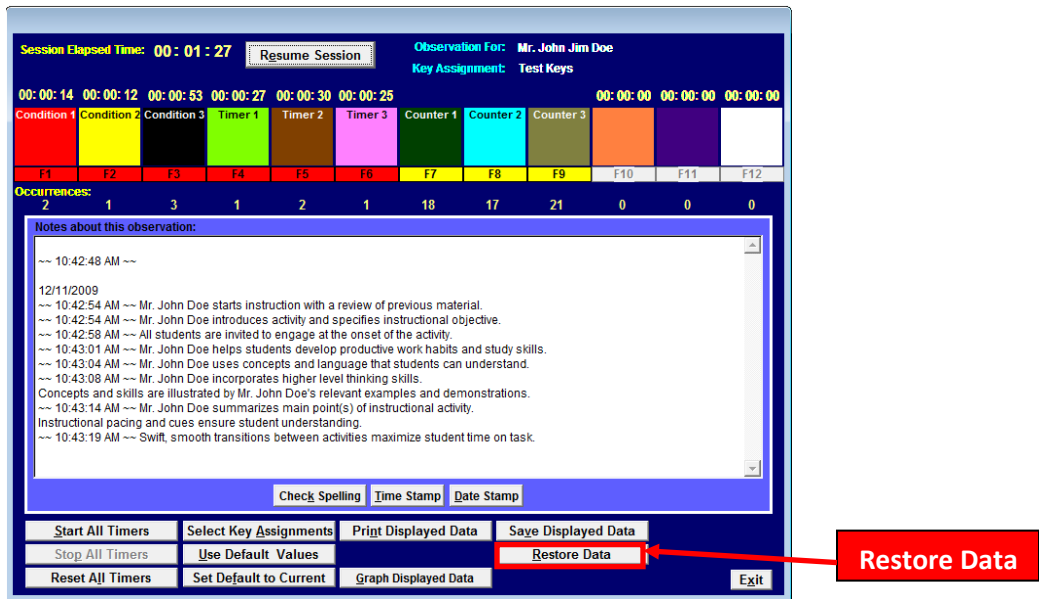 Session Elapsed Time: 00: 01 : 27 Resume Session Observation For: Mr. John Jim Doe
Key Assignment: Test Keys
00: 00: 14 00: 00: 12 00: 00: 53 00: 00: 27 00: 00: 30 00: 00: 25 00: 00: 00 00: 00: 00 00: 00: 00
Condition 1 Condition 2 Condition 3 Timer 1 Timer 2 Timer 3 Counter 1 Counter 2 Counter 3
F1 F2 F3 F4 F5 F6 F7 F8 F9 F10 F11 F12
Occurrences:
2 1 3 1 2 1 18 17 21 0 0 0
Notes about this observation:
~~ 10:42:48 AM ~~
12/11/2009
~~ 10:42:54 AM ~~ Mr. John Doe starts instruction with a review of previous material.
~~ 10:42:54 AM ~~ Mr. John Doe introduces activity and specifies instructional objective.
~~ 10:42:58 AM ~~ All students are invited to engage at the onset of the activity.
~~ 10:43:01 AM ~~ Mr. John Doe helps students develop productive work habits and study skills.
~~ 10:43:04 AM ~~ Mr. John Doe uses concepts and language that students can understand.
~~ 10:43:08 AM ~~ Mr. John Doe incorporates higher level thinking skills.
Concepts and skills are illustrated by Mr. John Doe's relevant examples and demonstrations.
~~ 10:43:14 AM ~~ Mr. John Doe summarizes main point(s) of instructional activity.
Instructional pacing and cues ensure student understanding.
~~ 10:43:19 AM ~~ Swift, smooth transitions between activities maximize student time on task.
Check Spelling Time Stamp Date Stamp
Start All Timers Select Key Assignments Print Displayed Data Save Displayed Data
Stop All Timers Use Default Values Restore Data
Reset All Timers Set Default to Current Graph Displayed Data Exit
Restore Data